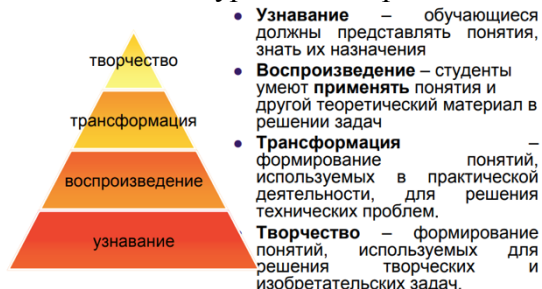 творчество
трансформация
воспроизведение
узнавание
• Узнавание – обучающиеся
должны представлять понятия,
знать их назначения
• Воспроизведение – студенты
умеют применять понятия и
другой теоретический материал в
решении задач
• Трансформация –
формирование понятий,
используемых в практической
деятельности, для решения
технических проблем.
Творчество – формирование
понятий, используемых для
решения творческих и
изобретательских задач.